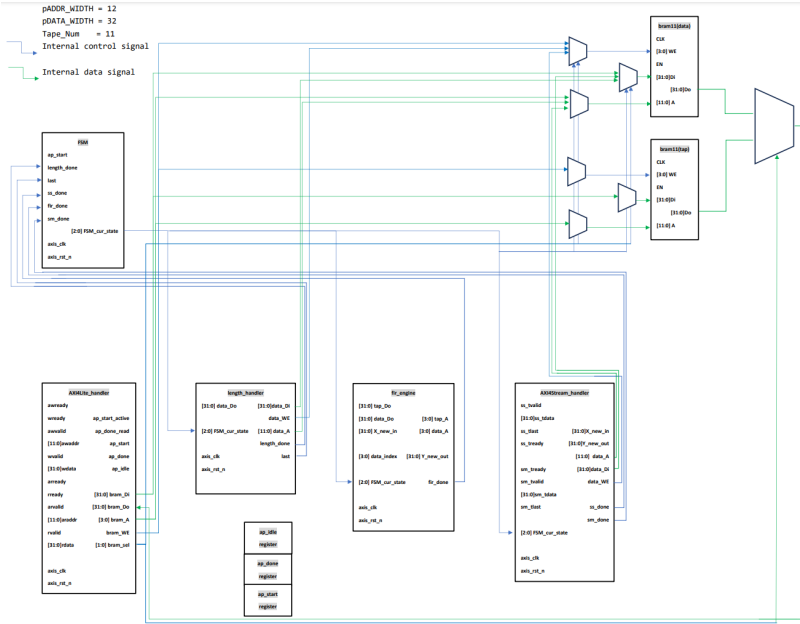 pADDR_WIDTH = 12
pDATA_WIDTH = 32
Tape_Num = 11
Internal control signal
Internal data signal
bram11(data)
CLK
[3:0] WE
EN
[31:0]Di
[31:0]Do
[11:0] A
bram11(tap)
CLK
[3:0] WE
EN
[31:0]Di
[31:0]Do
[11:0] A
FSM
ap_start
length_done
last
ss_done
fir_done
sm_done
[2:0] FSM_cur_state
axis_clk
axis_rst_n
AXI4Lite_handler
awready
wready ap_start_active
awvalid ap_done_read
[11:0]awaddr ap_start
wvalid ap_done
[31:0]wdata ap_idle
arready
rready [31:0] bram_Di
arvalid [31:0] bram_Do
[11:0]araddr [3:0] bram_A
rvalid bram_WE
[31:0]rdata [1:0] bram_sel
axis_clk
axis_rst_n
length_handler
[31:0] data_Do [31:0]data_Di
data_WE
[2:0] FSM_cur_state [11:0] data_A
length_done
axis_clk last
axis_rst_n
ap_idle
register
ap_done
register
ap_start
register
fir_engine
[31:0] tap_Do
[31:0] data_Do [3:0] tap_A
[31:0] X_new_in [3:0] data_A
[3:0] data_index [31:0] Y_new_out
[2:0] FSM_cur_state fir_done
axis_clk
axis_rst_n
AXI4Stream_handler
ss_tvalid
[31:0]ss_tdata
ss_tlast [31:0]X_new_in
ss_tready [31:0]Y_new_out
[11:0] data_A
sm_tready [31:0]data_Di
sm_tvalid data_WE
[31:0]sm_tdata
sm_tlast ss_done
sm_done
[2:0] FSM_cur_state
axis_clk
axis_rst_n